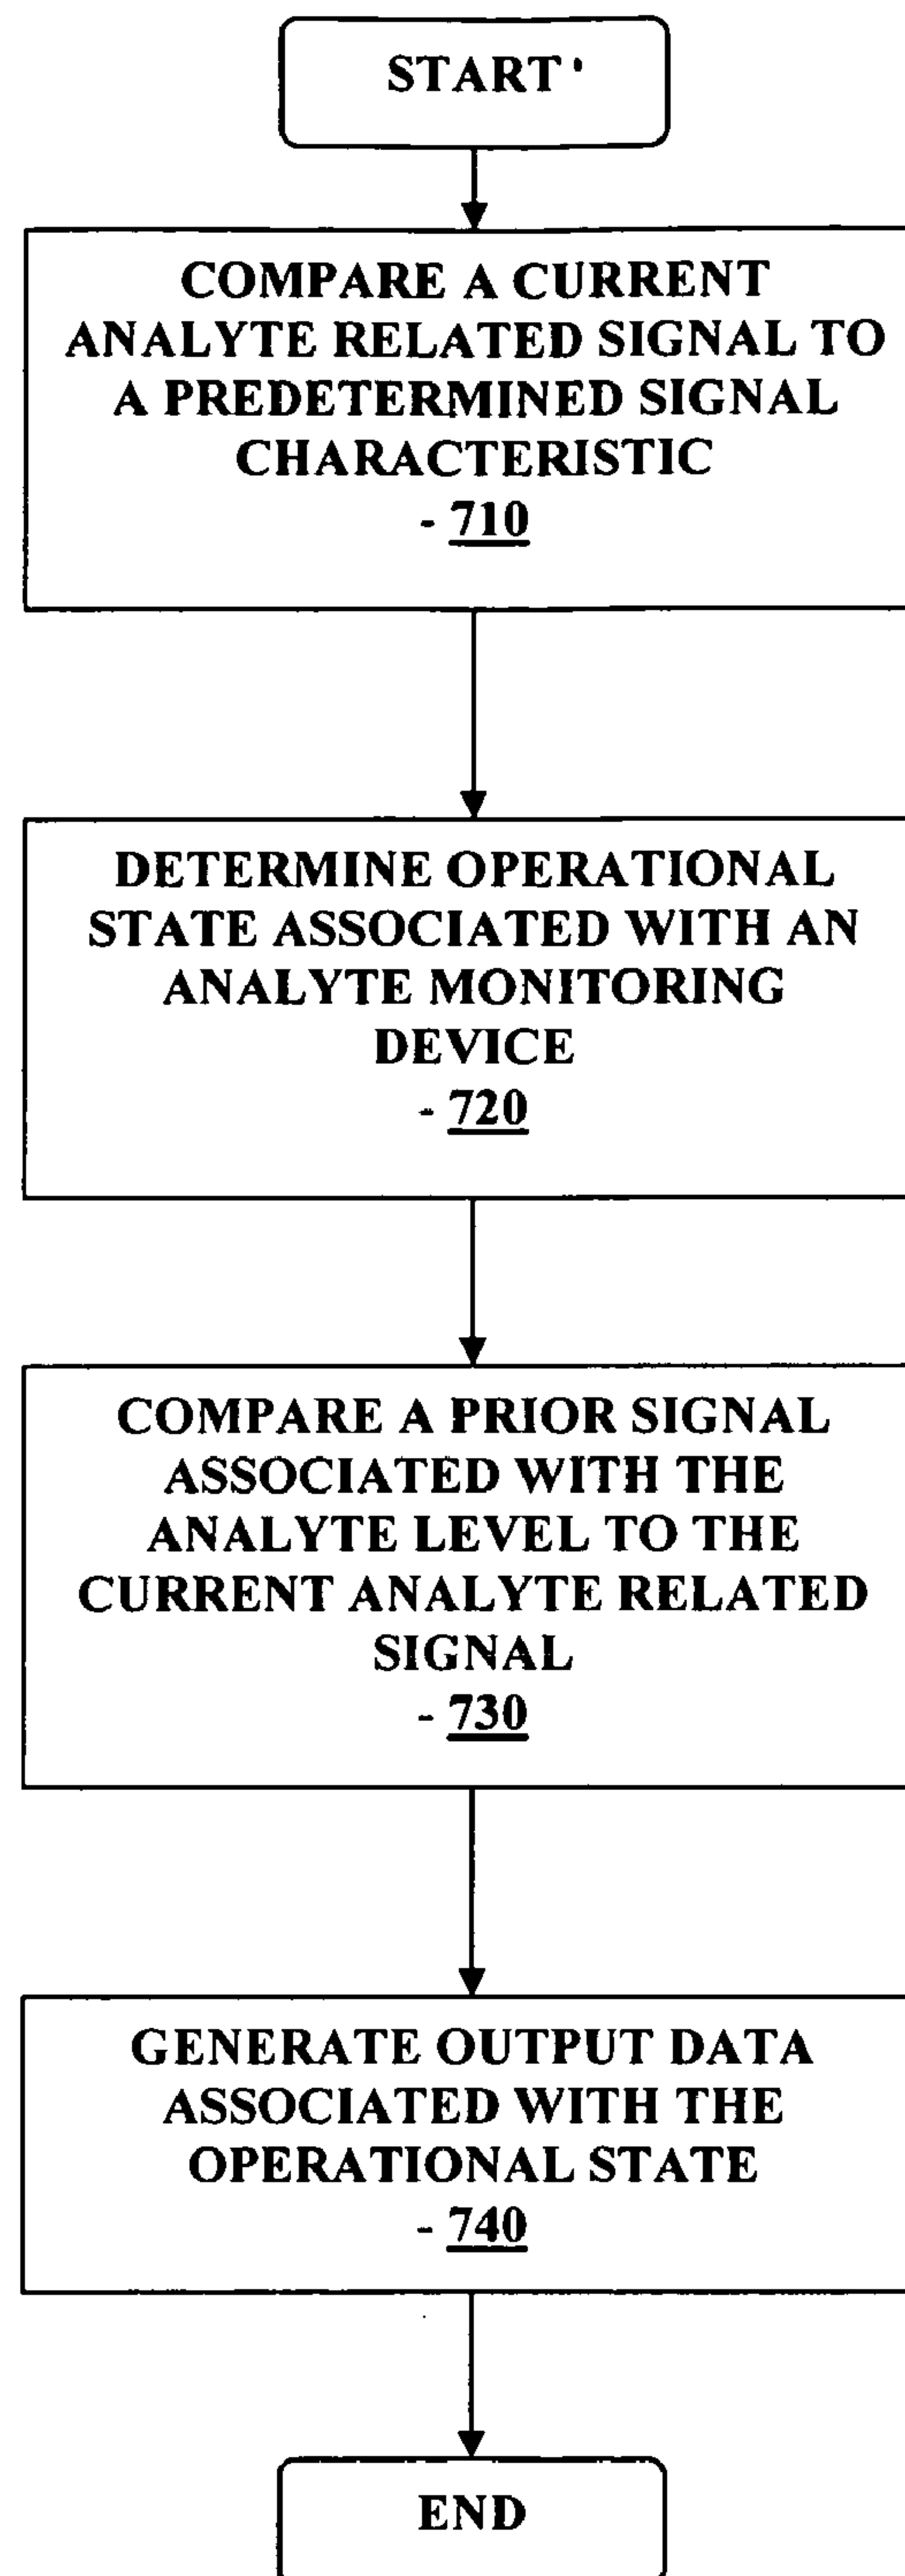 START
COMPARE A CURRENT
ANALYTE RELATED SIGNAL TO
A PREDETERMINED SIGNAL
CHARACTERISTIC
- 710
DETERMINE OPERATIONAL
STATE ASSOCIATED WITH AN
ANALYTE MONITORING
DEVICE
- 720
COMPARE A PRIOR SIGNAL
ASSOCIATED WITH THE
ANALYTE LEVEL TO THE
CURRENT ANALYTE RELATED
SIGNAL
- 730
GENERATE OUTPUT DATA
ASSOCIATED WITH THE
OPERATIONAL STATE
- 740
END